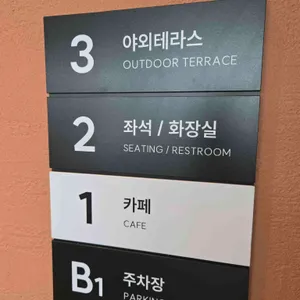 3 야외테라스
OUTDOOR TERRACE
2 좌석 / 화장실
SEATING / RESTROOM
1 카페
CAFE
B1 주차장
PARKING